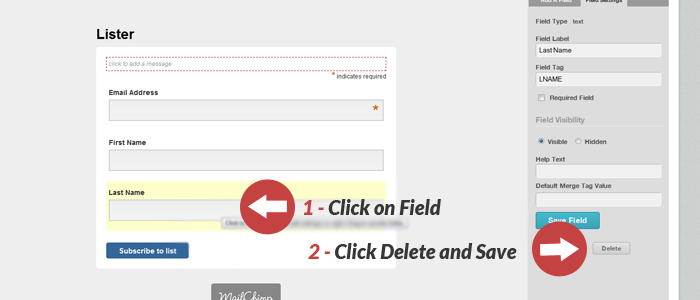 Add a Field
Field Settings
Lister
click to add a message
* indicates required
Email Address
*
First Name
Last Name
1 - Click on Field
2 - Click Delete and Save
Subscribe to list
MailChimp
Field Type text
Field Label
Last Name
Field Tag
LNAME
Required Field
Field Visibility
Visible Hidden
Help Text
Default Merge Tag Value
Save Field
Delete